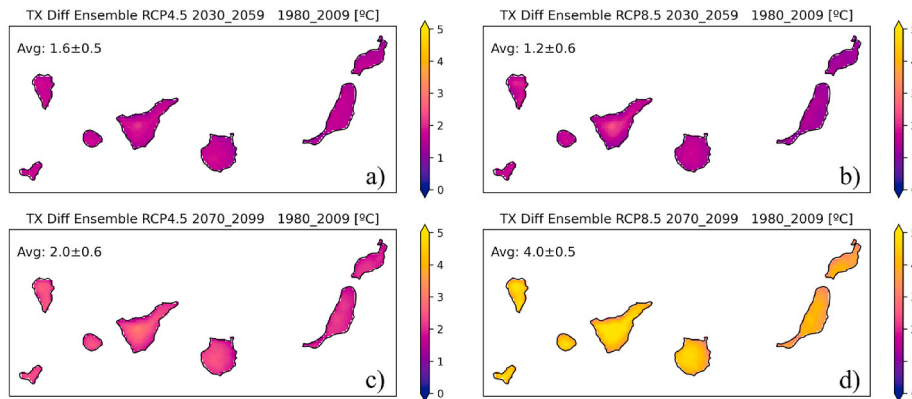 TX Diff Ensemble RCP4.5 2030_2059 1980_2009 [ºC]
Avg: 1.6±0.5
a)
5
4
3
2
1
0
TX Diff Ensemble RCP8.5 2030_2059 1980_2009 [ºC]
Avg: 1.2±0.6
b)
TX Diff Ensemble RCP4.5 2070_2099 1980_2009 [ºC]
Avg: 2.0±0.6
c)
5
4
3
2
1
0
TX Diff Ensemble RCP8.5 2070_2099 1980_2009 [ºC]
Avg: 4.0±0.5
d)